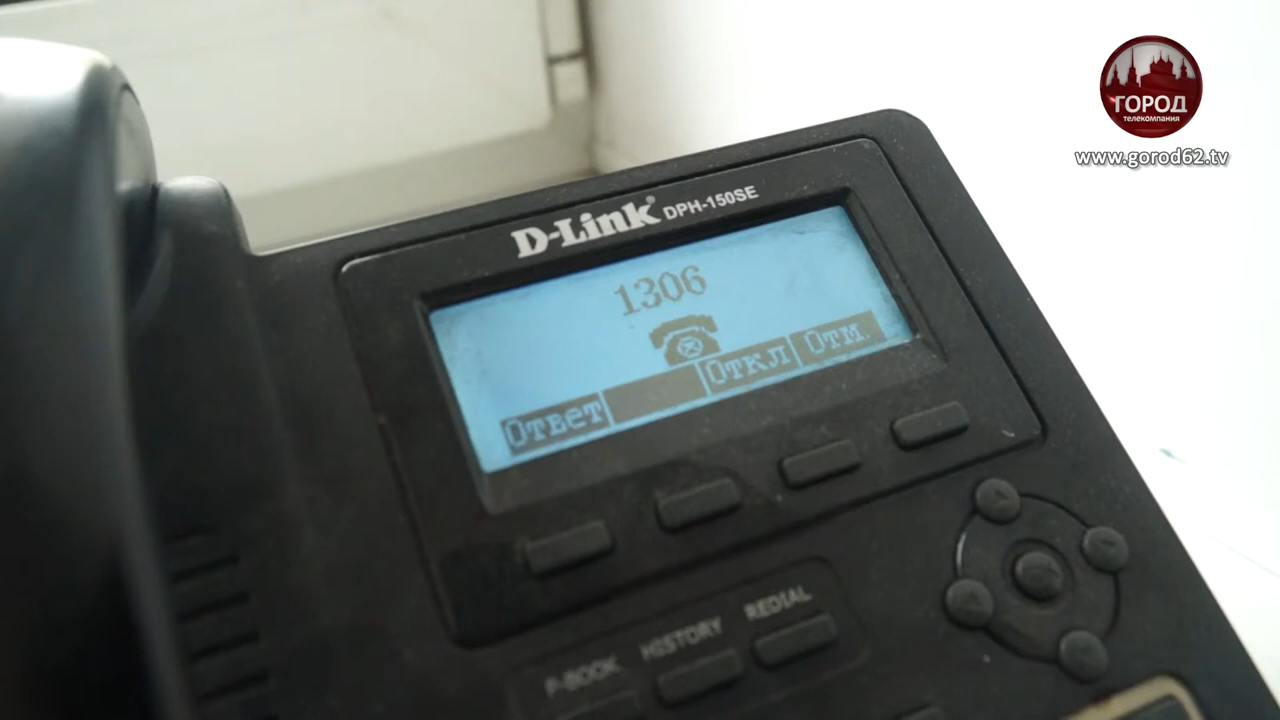 ГОРОД
телекомпания
www.gorod62.tv
D-Link DPH-150SE
1306
Ответ Откл Отм.
P-BOOK HISTORY REDIAL